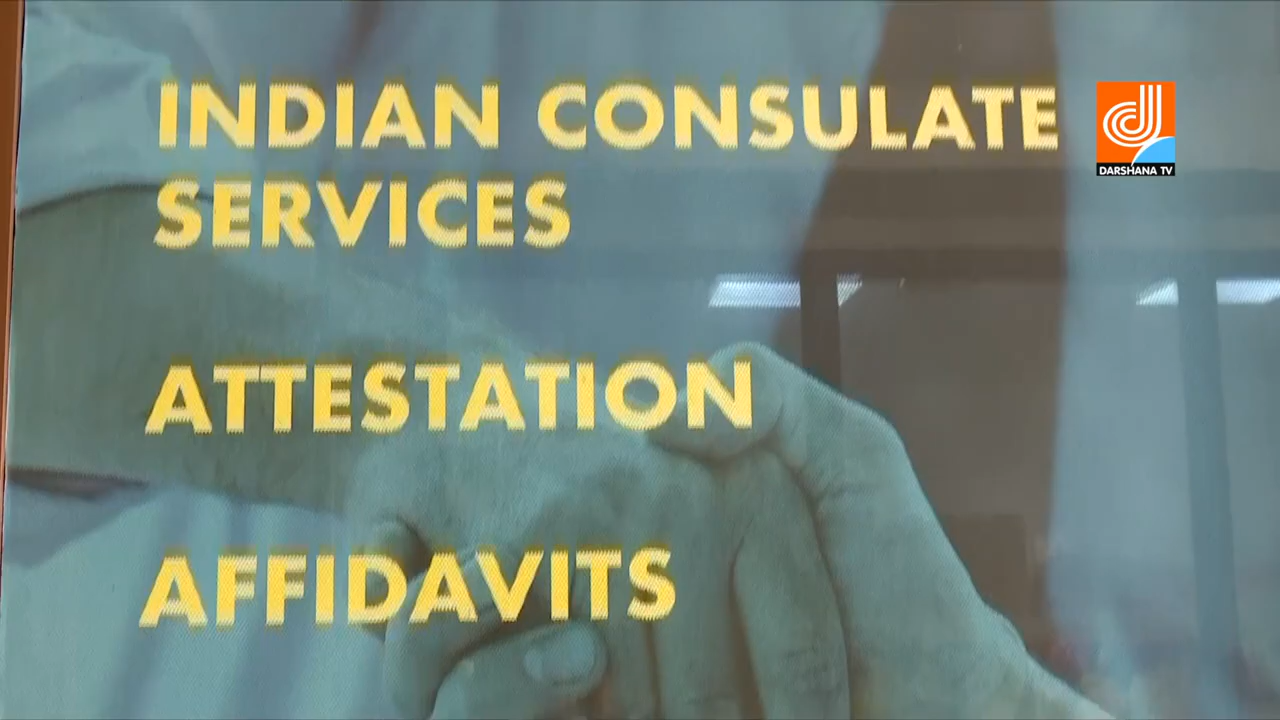 INDIAN CONSULATE
SERVICES
DARSHANA TV
ATTESTATION
AFFIDAVITS